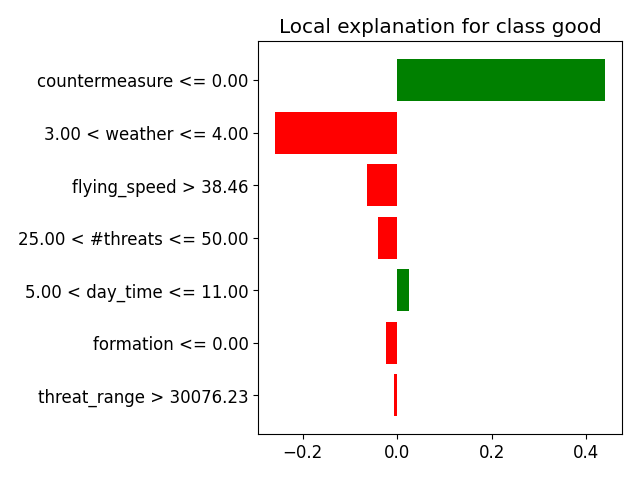 Local explanation for class good
countermeasure <= 0.00
3.00 < weather <= 4.00
flying_speed > 38.46
25.00 < #threats <= 50.00
5.00 < day_time <= 11.00
formation <= 0.00
threat_range > 30076.23
−0.2 0.0 0.2 0.4